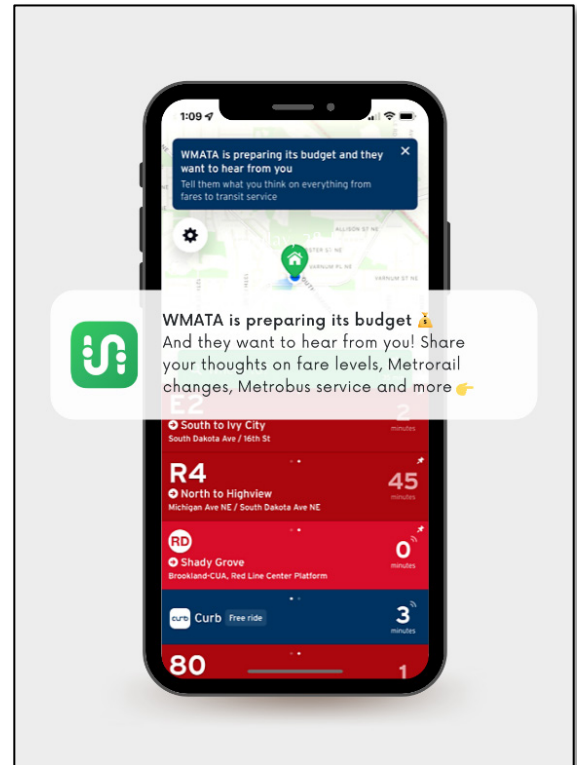 1:09
WMATA is preparing its budget and they
want to hear from you
Tell them what you think on everything from
fares to transit service
ALLISON ST NE
VARNUM PL NE
VARNUM ST NE
WMATA is preparing its budget 💰
And they want to hear from you! Share
your thoughts on fare levels, Metrorail
changes, Metrobus service and more 👉
E2
2
South to Ivy City
minutes
South Dakota Ave / 16th St
R4
45
North to Highview
minutes
Michigan Ave NE / South Dakota Ave NE
RD
0
Shady Grove
minutes
Brookland-CUA, Red Line Center Platform
curb Curb Free ride
3
minutes
80
1